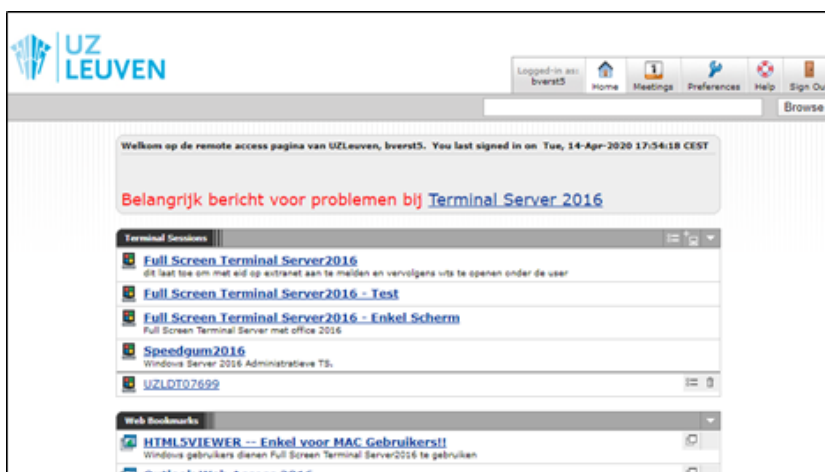 UZ
LEUVEN
Logged-in as:
bverst5
Home
Meetings
Preferences
Help
Sign Ou
Browse
Welkom op de remote access pagina van UZLeuven, bverst5. You last signed in on Tue, 14-Apr-2020 17:54:18 CEST
Belangrijk bericht voor problemen bij Terminal Server 2016
Terminal Sessions
Full Screen Terminal Server2016
dit laat toe om met eid op extranet aan te melden en vervolgens wts te openen onder de user
Full Screen Terminal Server2016 - Test
Full Screen Terminal Server2016 - Enkel Scherm
Full Screen Terminal Server met office 2016
Speedgum2016
Windows Server 2016 Administratieve TS.
UZLDT07699
Web Bookmarks
HTML5VIEWER -- Enkel voor MAC Gebruikers!!
Windows gebruikers dienen Full Screen Terminal Server2016 te gebruiken